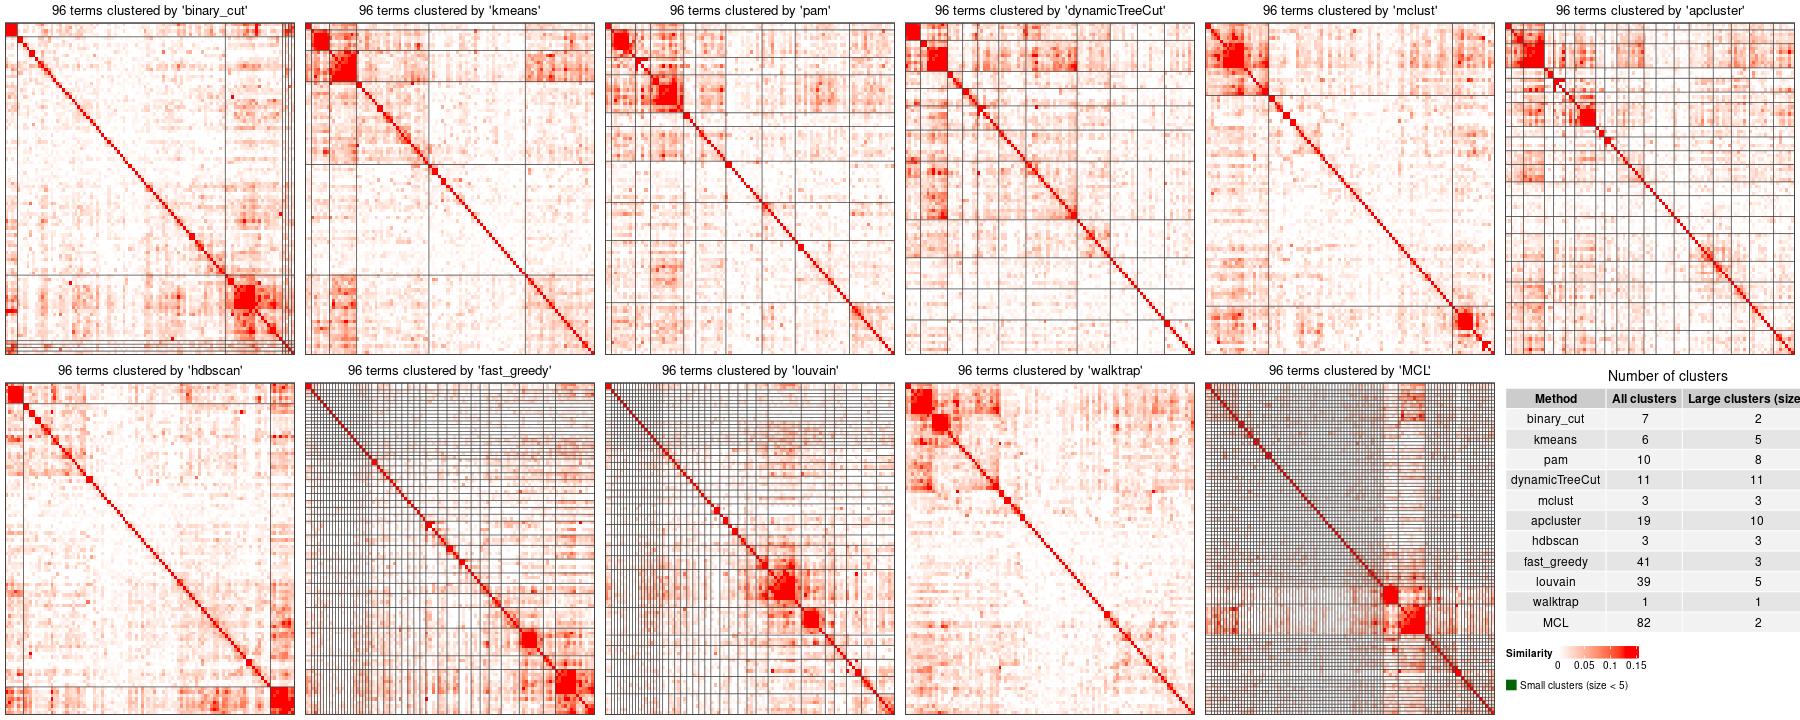 96 terms clustered by 'binary_cut'
96 terms clustered by 'kmeans'
96 terms clustered by 'pam'
96 terms clustered by 'dynamicTreeCut'
96 terms clustered by 'mclust'
96 terms clustered by 'apcluster'
96 terms clustered by 'hdbscan'
96 terms clustered by 'fast_greedy'
96 terms clustered by 'louvain'
96 terms clustered by 'walktrap'
96 terms clustered by 'MCL'
Number of clusters
Method All clusters Large clusters (size
binary_cut 7 2
kmeans 6 5
pam 10 8
dynamicTreeCut 11 11
mclust 3 3
apcluster 19 10
hdbscan 3 3
fast_greedy 41 3
louvain 39 5
walktrap 1 1
MCL 82 2
Similarity
0 0.05 0.1 0.15
Small clusters (size < 5)